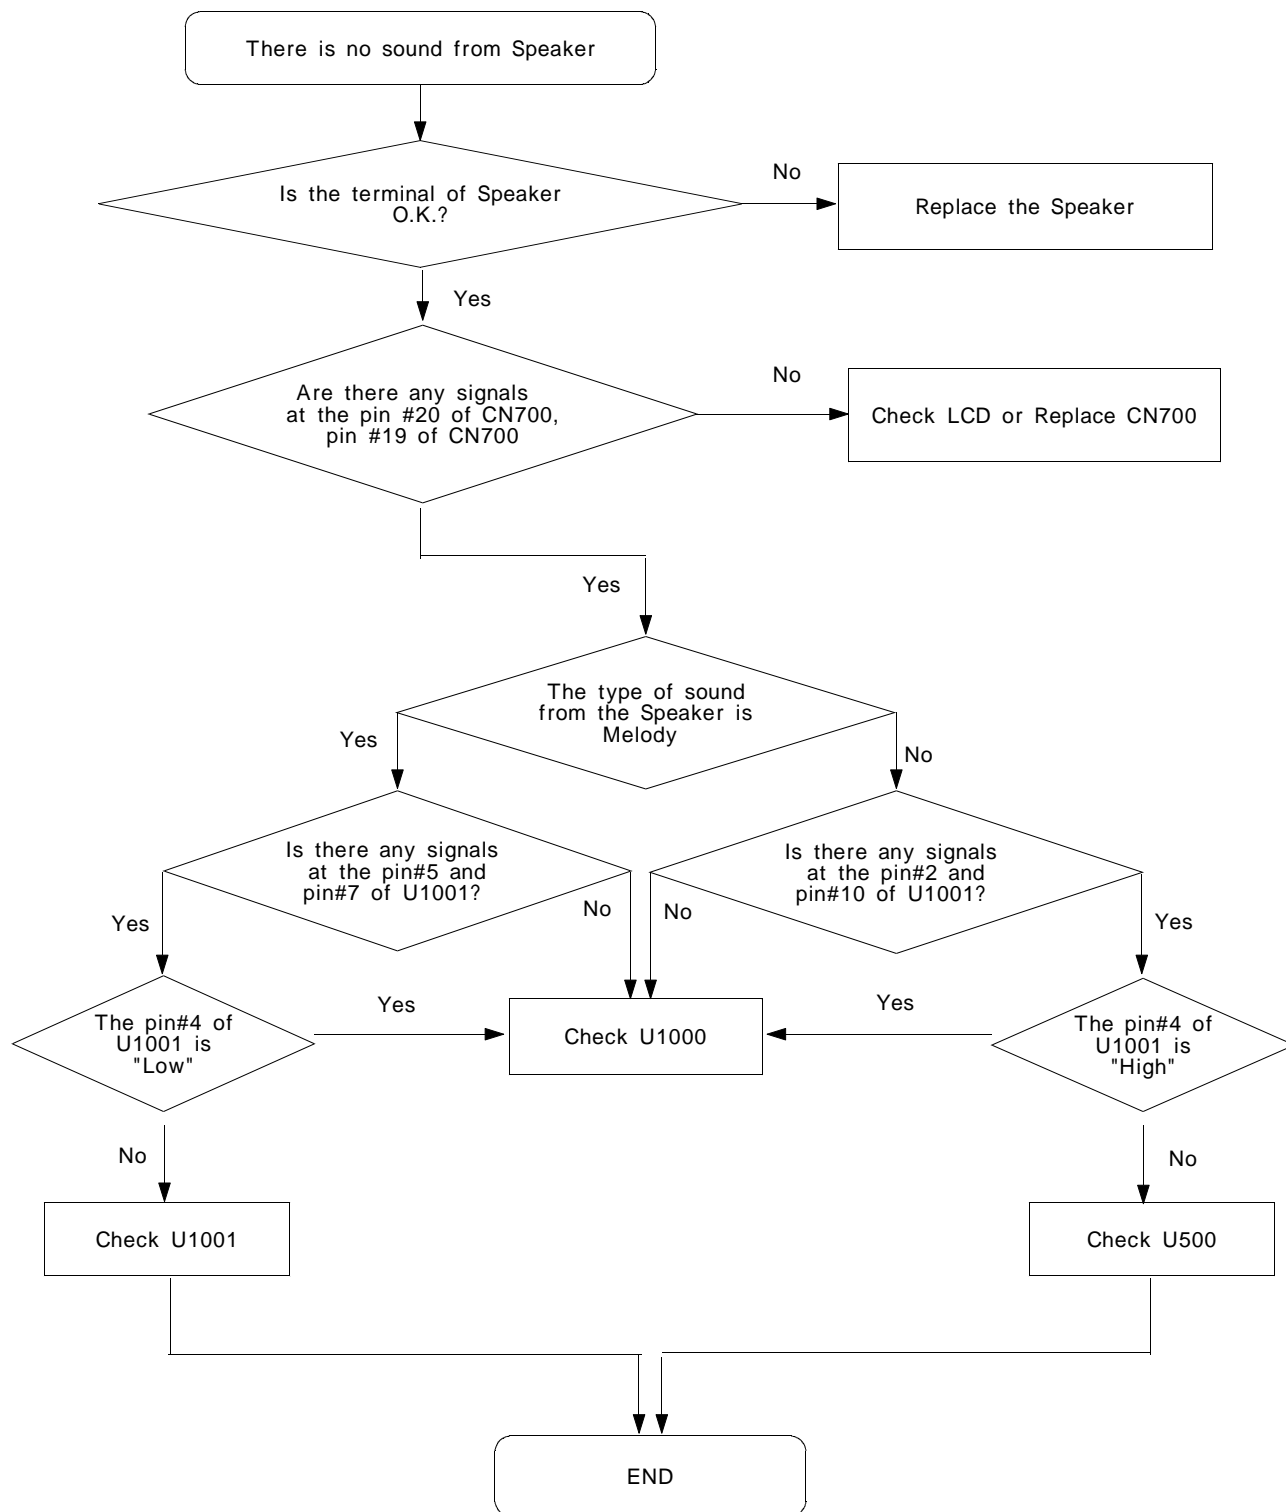 There is no sound from Speaker
Is the terminal of Speaker
O.K.?
No
Replace the Speaker
Yes
Are there any signals
at the pin #20 of CN700,
pin #19 of CN700
No
Check LCD or Replace CN700
Yes
The type of sound
from the Speaker is
Melody
Yes
No
Is there any signals
at the pin#5 and
pin#7 of U1001?
Is there any signals
at the pin#2 and
pin#10 of U1001?
Yes
No
No
Yes
The pin#4 of
U1001 is
"Low"
Yes
Check U1000
Yes
The pin#4 of
U1001 is
"High"
No
No
Check U1001
Check U500
END